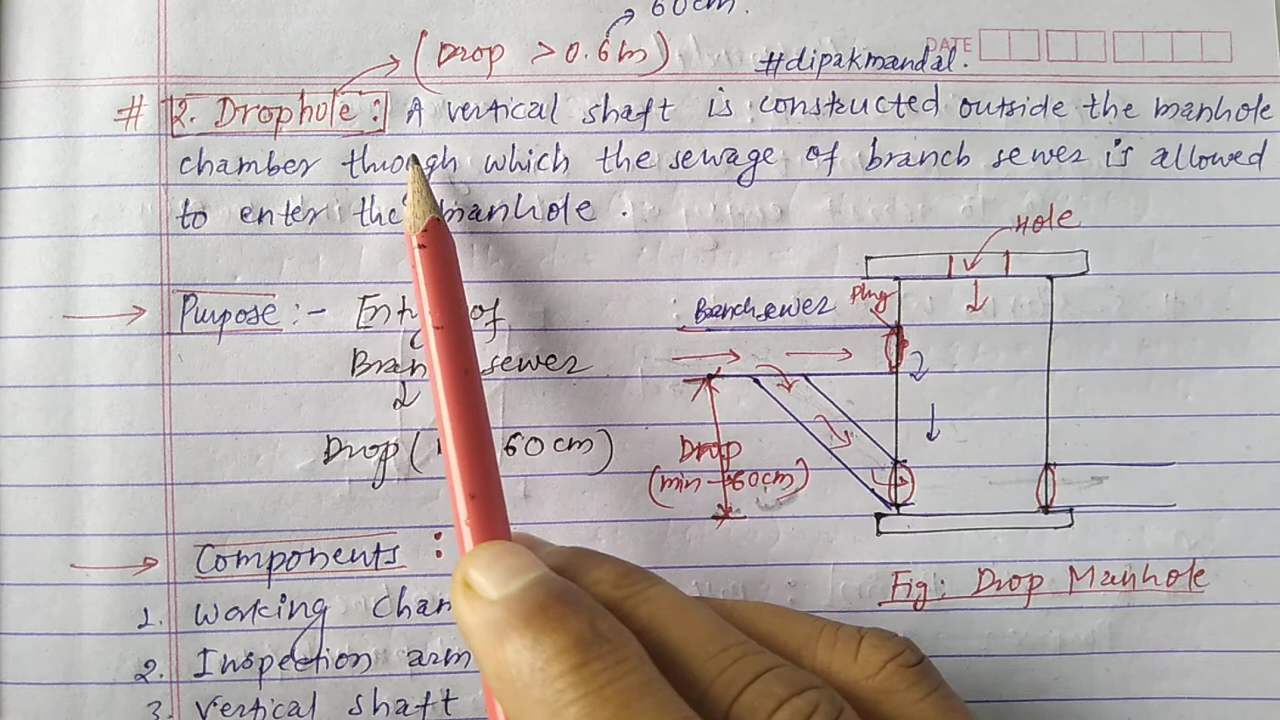 60cm.
(Drop > 0.6m) #dipakmandal. DATE
# 2. Drophole: A vertical shaft is constructed outside the manhole
chamber through which the sewage of branch sewer is allowed
to enter the manhole.
Hole
Purpose :- of
Branchsewer Plug
sewer
2
Drop ( 60cm) Drop
(min - 60cm)
Components :
Fig: Drop Manhole
1. Working
2. Inspection arm
3. Vertical shaft